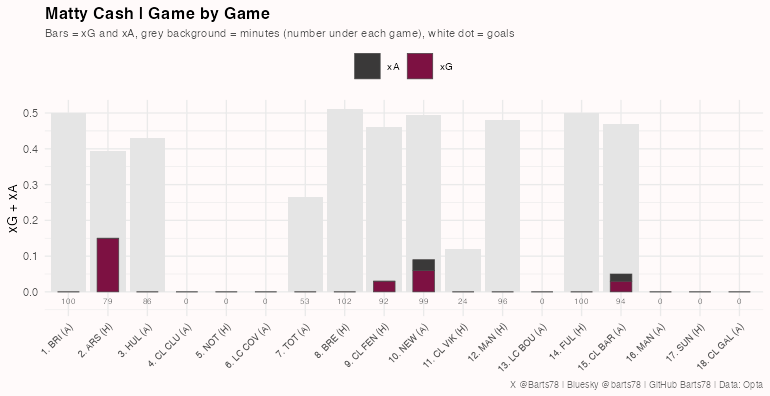 Matty Cash | Game by Game
Bars = xG and xA, grey background = minutes (number under each game), white dot = goals
xA xG
xG + xA
0.5
0.4
0.3
0.2
0.1
0.0
100 79 86 0 0 0 53 102 92 99 24 96 0 100 94 0 0 0
1. BRI (A)
2. ARS (H)
3. HUL (A)
4. CL CLU (A)
5. NOT (H)
6. LC COV (A)
7. TOT (A)
8. BRE (H)
9. CL FEN (H)
10. NEW (A)
11. CL VIK (H)
12. MAN (H)
13. LC BOU (A)
14. FUL (H)
15. CL BAR (A)
16. MAN (A)
17. SUN (H)
18. CL GAL (A)
X @Barts78 | Bluesky @barts78 | GitHub Barts78 | Data: Opta